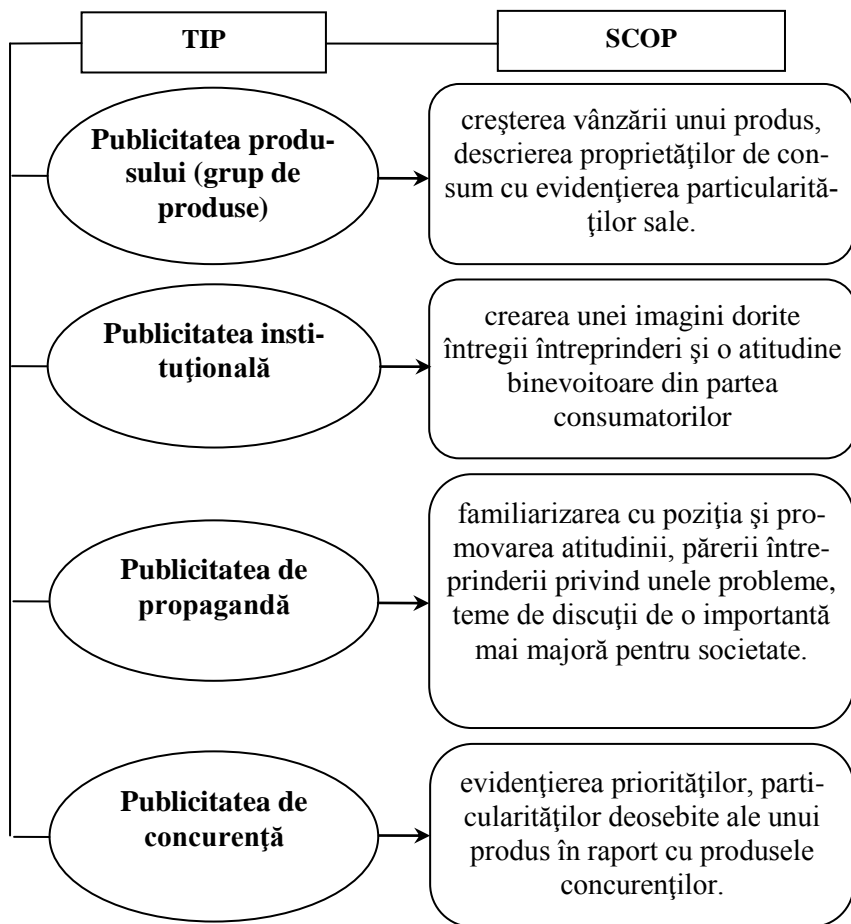 TIP
SCOP
Publicitatea produ-
sului (grup de
produse)
creşterea vânzării unui produs,
descrierea proprietăţilor de con-
sum cu evidenţierea particularită-
ţilor sale.
Publicitatea insti-
tuţională
crearea unei imagini dorite
întregii întreprinderi şi o atitudine
binevoitoare din partea
consumatorilor
Publicitatea de
propagandă
familiarizarea cu poziţia şi pro-
movarea atitudinii, părerii între-
prinderii privind unele probleme,
teme de discuţii de o importantă
mai majoră pentru societate.
Publicitatea de
concurenţă
evidenţierea priorităţilor, parti-
cularităţilor deosebite ale unui
produs în raport cu produsele
concurenţilor.